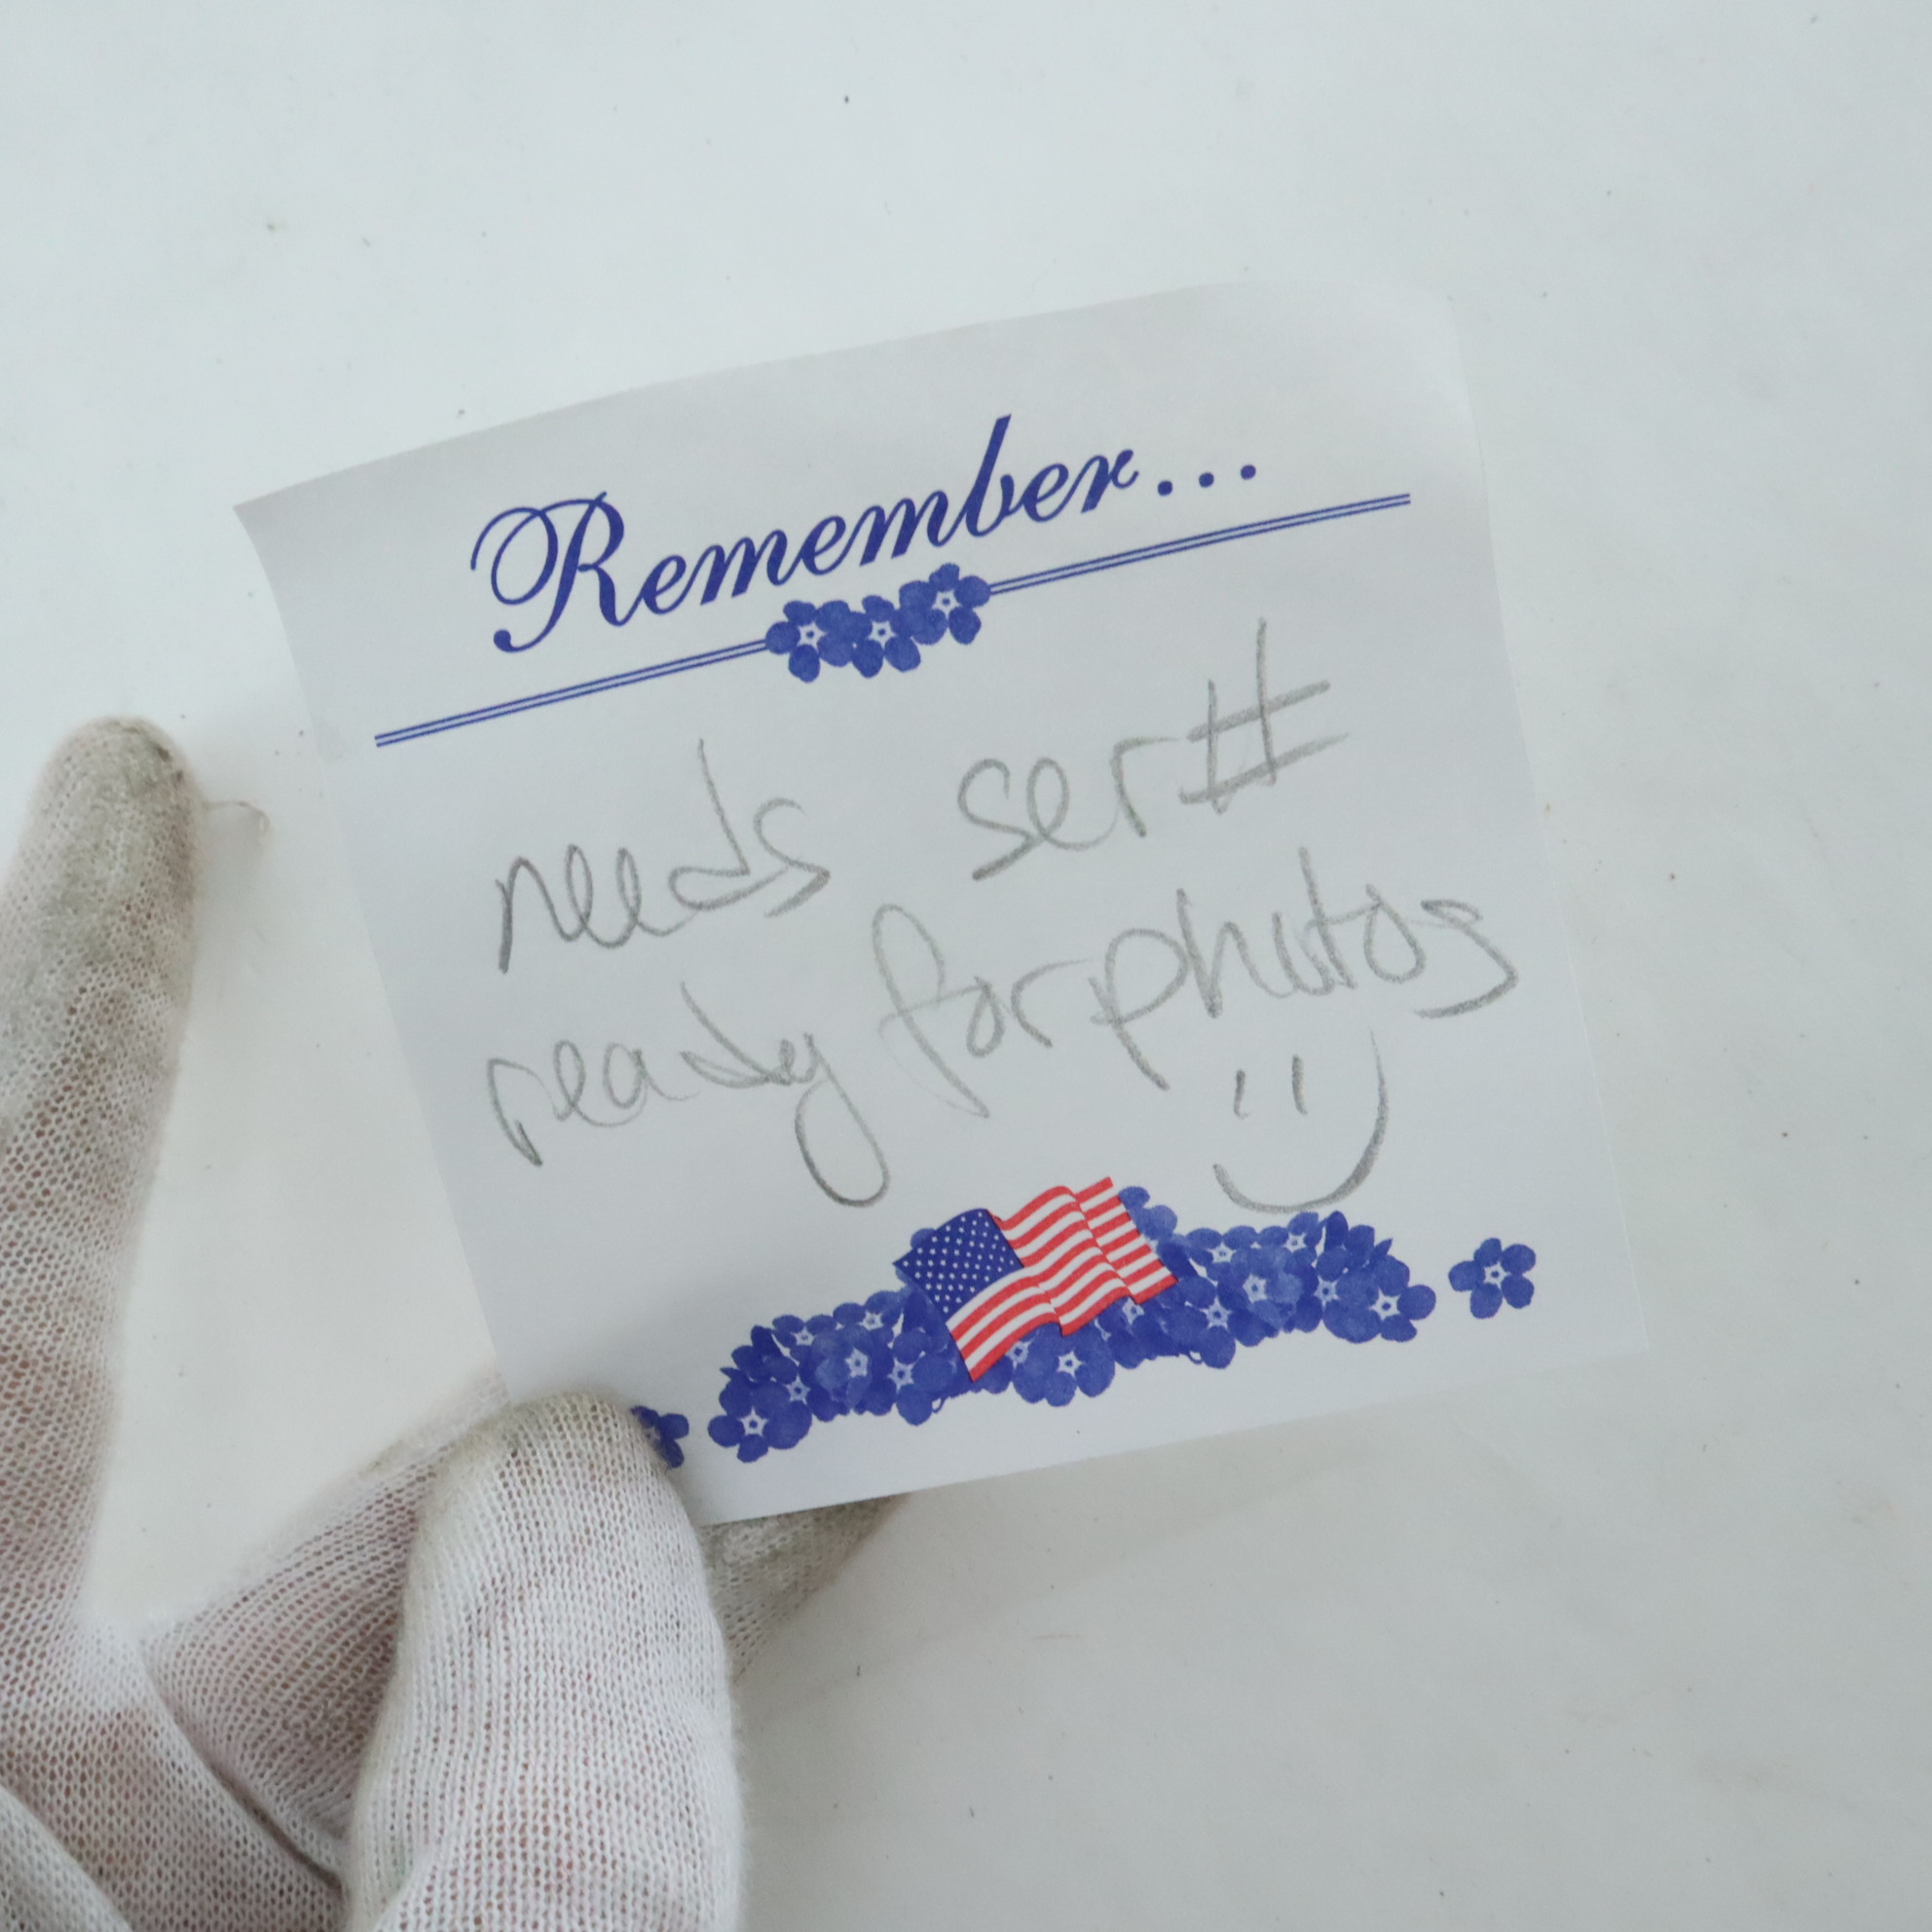 Remember...
needs ser#
ready for photos